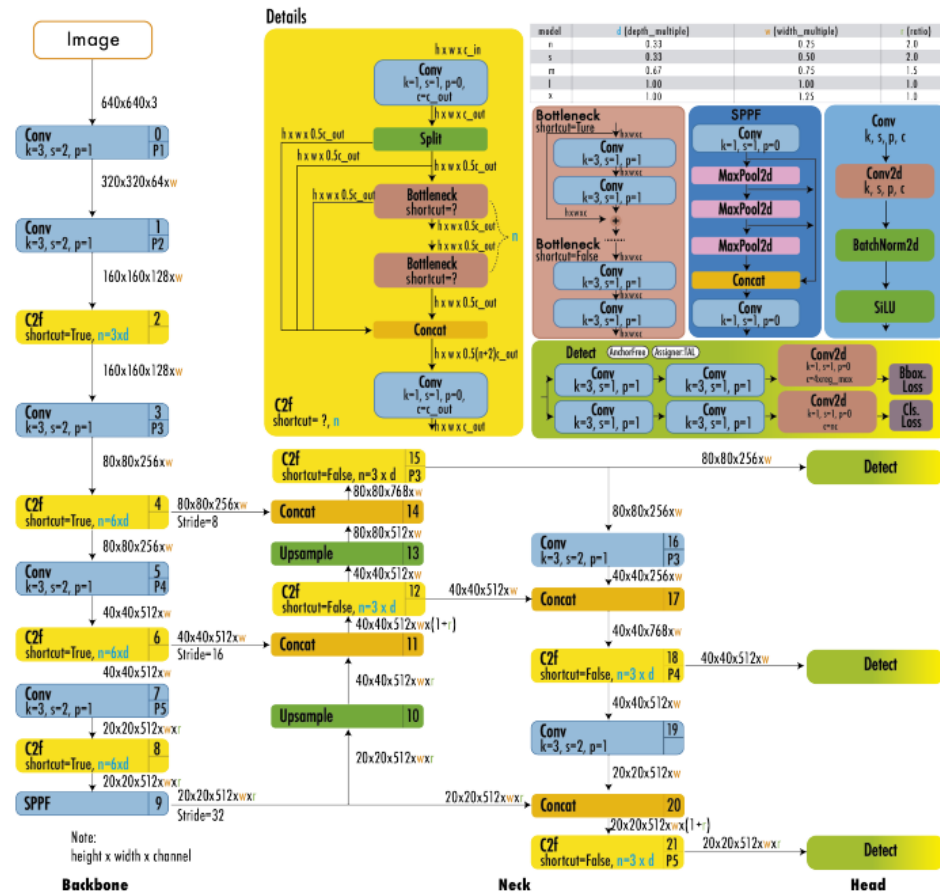 Image
640x640x3
Conv
k=3, s=2, p=1
0
P1
320x320x64xw
Conv
k=3, s=2, p=1
1
P2
160x160x128xw
C2f
shortcut=True, n=3xd
2
160x160x128xw
Conv
k=3, s=2, p=1
3
P3
80x80x256xw
C2f
shortcut=True, n=6xd
4
80x80x256xw
Stride=8
80x80x256xw
Conv
k=3, s=2, p=1
5
P4
40x40x512xw
C2f
shortcut=True, n=6xd
6
40x40x512xw
Stride=16
40x40x512xw
Conv
k=3, s=2, p=1
7
P5
20x20x512xwxr
C2f
shortcut=True, n=6xd
8
20x20x512xwxr
SPPF
9
20x20x512xwxr
Stride=32
Note:
height x width x channel
Backbone
Details
h x w x c_in
Conv
k=1, s=1, p=0,
c=c_out
h x w x c_out
Split
h x w x 0.5c_out
h x w x 0.5c_out
h x w x 0.5c_out
h x w x 0.5c_out
Bottleneck
shortcut=?
h x w x 0.5c_out
n
h x w x 0.5c_out
Bottleneck
shortcut=?
h x w x 0.5c_out
Concat
h x w x 0.5(n+2)c_out
Conv
k=1, s=1, p=0,
c=c_out
C2f
shortcut= ?, n
h x w x c_out
model d (depth_multiple) w (width_multiple) r (ratio)
n 0.33 0.25 2.0
s 0.33 0.50 2.0
m 0.67 0.75 1.5
l 1.00 1.00 1.0
x 1.00 1.25 1.0
Bottleneck
shortcut=Ture
hxwxc
Conv
k=3, s=1, p=1
Conv
k=3, s=1, p=1
hxwxc
+
Bottleneck
shortcut=False
hxwxc
Conv
k=3, s=1, p=1
Conv
k=3, s=1, p=1
hxwxc
SPPF
Conv
k=1, s=1, p=0
MaxPool2d
MaxPool2d
MaxPool2d
Concat
Conv
k=1, s=1, p=0
Conv
k, s, p, c
Conv2d
k, s, p, c
BatchNorm2d
SiLU
Detect
AnchorFree
Assigner:TAL
Conv
k=3, s=1, p=1
Conv
k=3, s=1, p=1
Conv2d
k=1, s=1, p=0
c=4xreg_max
Bbox.
Loss
Conv
k=3, s=1, p=1
Conv
k=3, s=1, p=1
Conv2d
k=1, s=1, p=0
c=nc
Cls.
Loss
C2f
shortcut=False, n=3 x d
15
P3
80x80x256xw
Detect
80x80x768xw
Concat
14
80x80x512xw
Upsample
13
40x40x512xw
C2f
shortcut=False, n=3 x d
12
40x40x512xw
40x40x512xwx(1+r)
Concat
11
40x40x512xwxr
Upsample
10
20x20x512xwxr
80x80x256xw
Conv
k=3, s=2, p=1
16
P3
40x40x256xw
Concat
17
40x40x768xw
C2f
shortcut=False, n=3 x d
18
P4
40x40x512xw
Detect
40x40x512xw
Conv
k=3, s=2, p=1
19
20x20x512xw
20x20x512xwxr
Concat
20
20x20x512xwx(1+r)
C2f
shortcut=False, n=3 x d
21
P5
20x20x512xwxr
Detect
Neck
Head